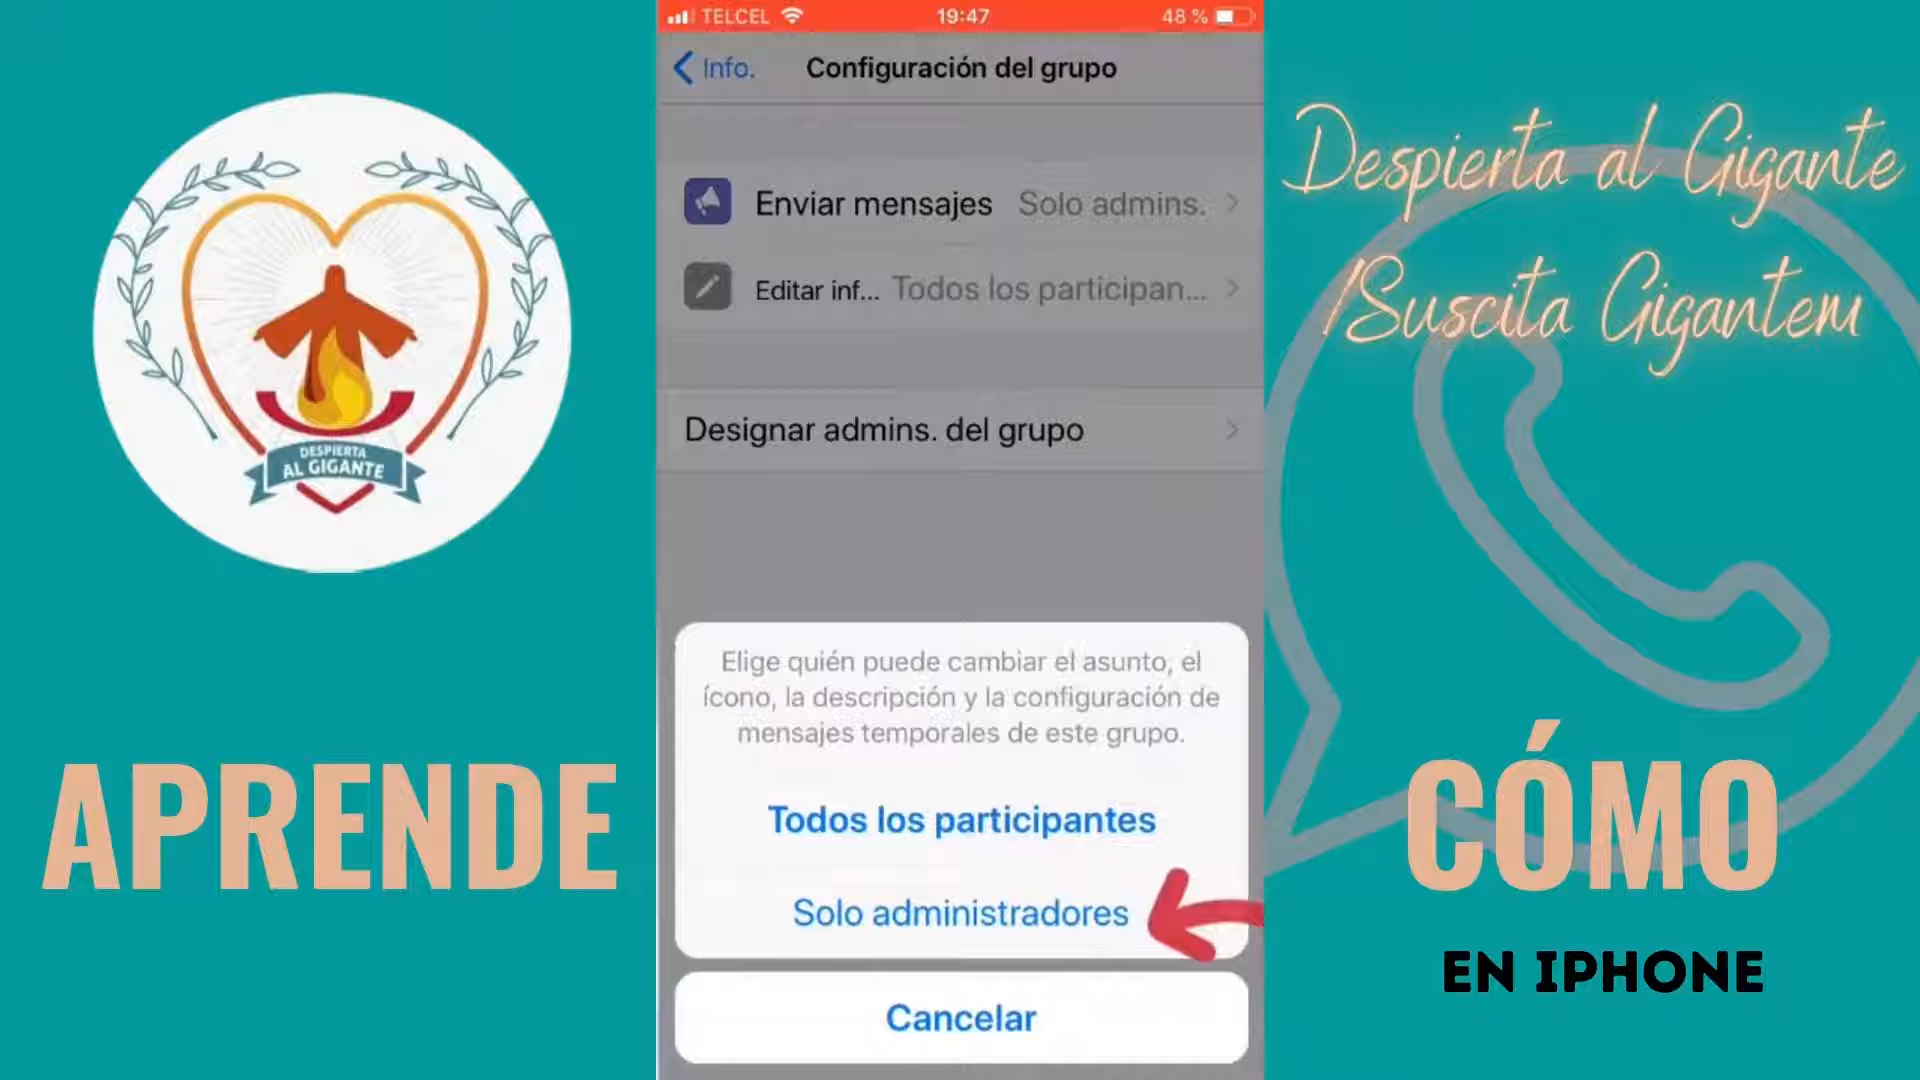 DESPIERTA
AL GIGANTE
APRENDE
TELCEL 19:47 48 %
Info. Configuración del grupo
Enviar mensajes Solo admins.
Editar inf... Todos los participan...
Designar admins. del grupo
Elige quién puede cambiar el asunto, el
ícono, la descripción y la configuración de
mensajes temporales de este grupo.
Todos los participantes
Solo administradores
Cancelar
Despierta al Gigante
/Suscita Gigantem
CÓMO
EN IPHONE